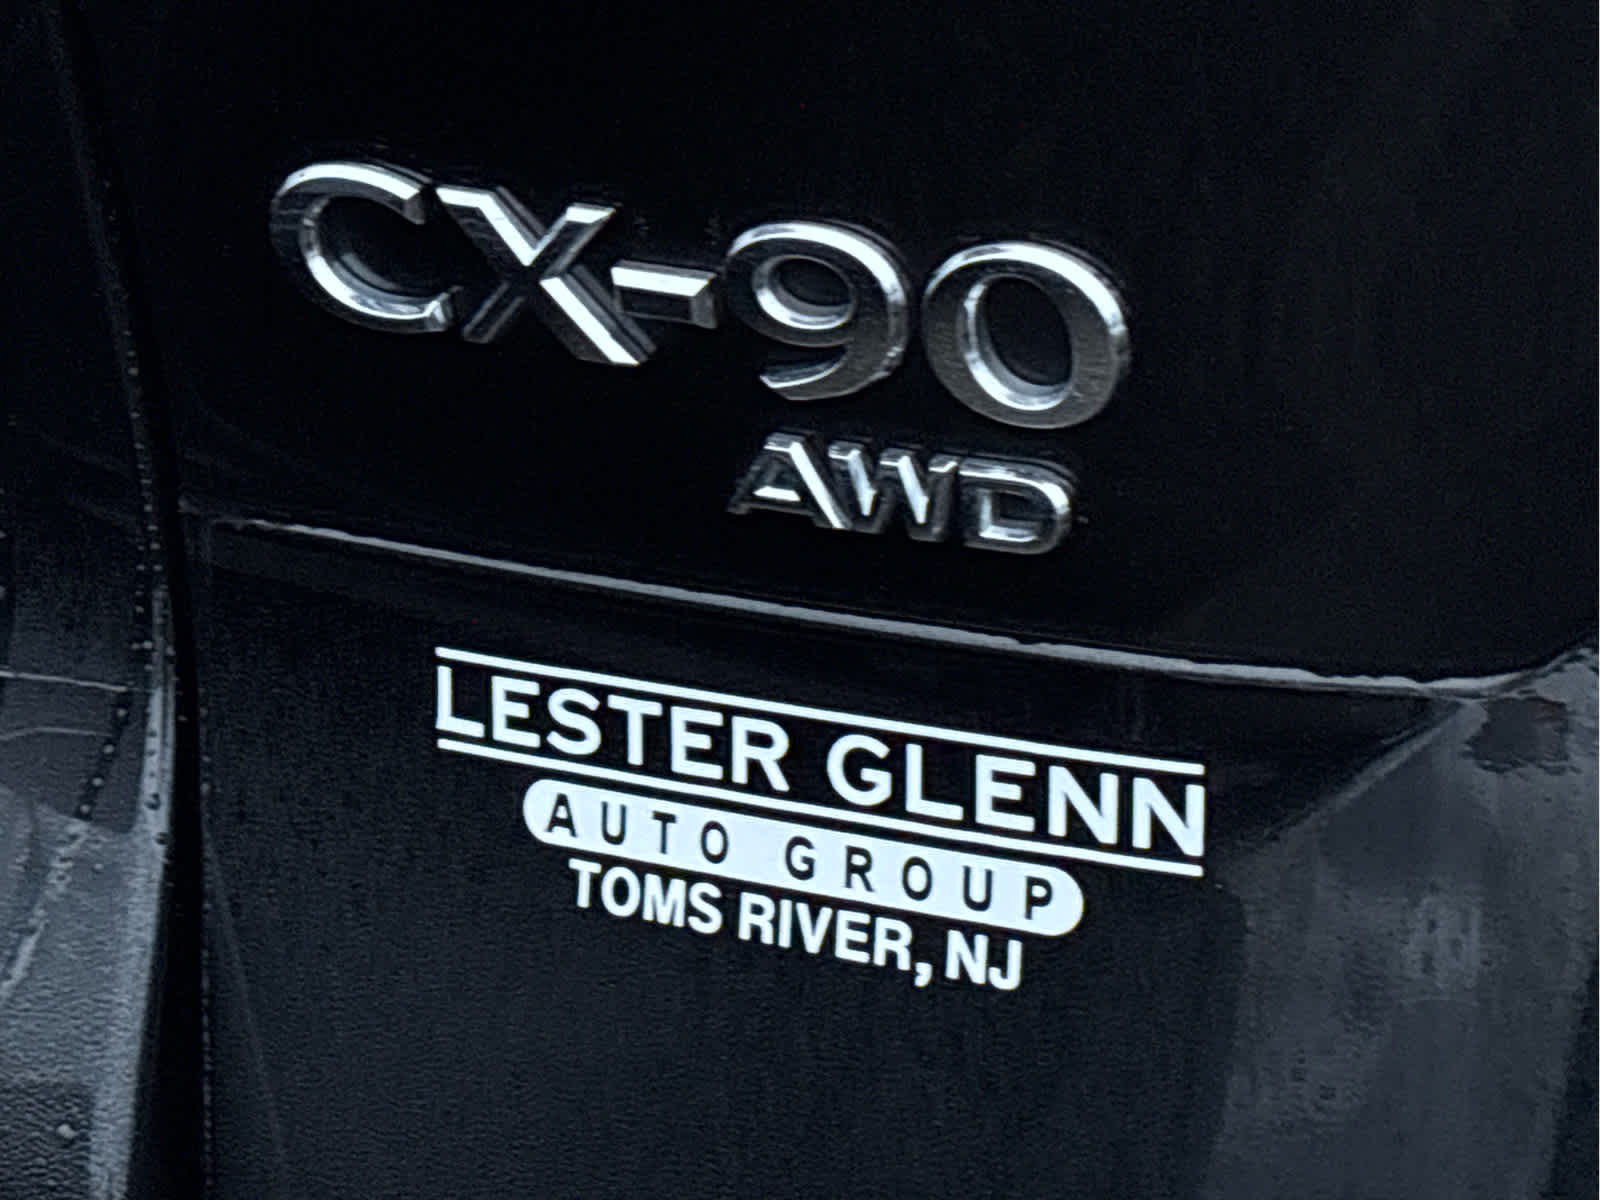 CX-90
AWD
LESTER GLENN
AUTO GROUP
TOMS RIVER, NJ